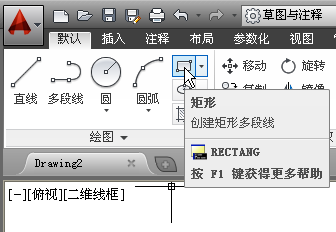 草图与注释
默认 插入 注释 布局 参数化 视图
直线 多段线 圆 圆弧
移动 旋转
镜像
绘图
矩形
创建矩形多段线
RECTANG
按 F1 键获得更多帮助
Drawing2
[-][俯视][二维线框]